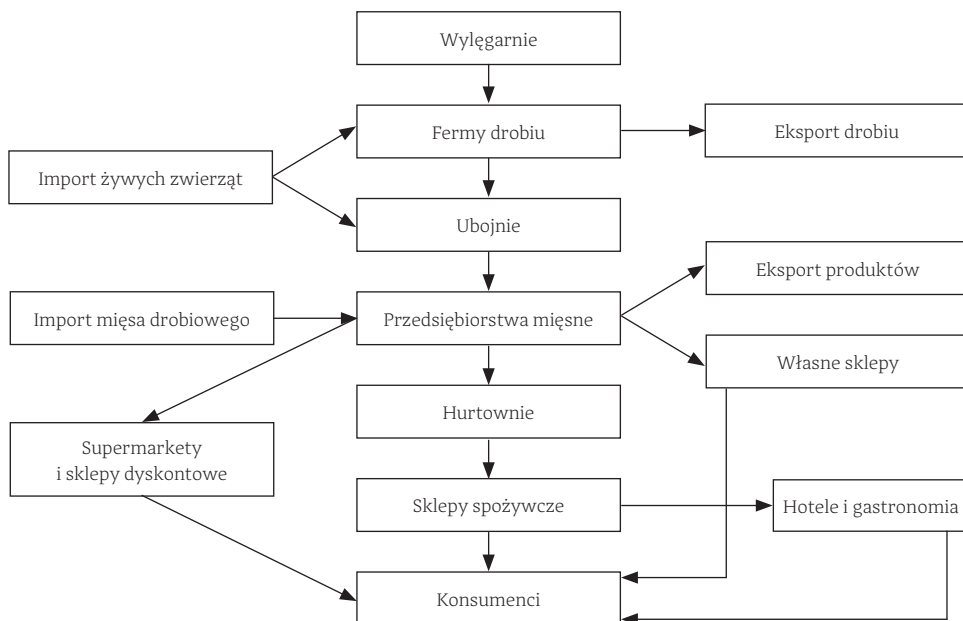 Wylęgarnie
Fermy drobiu
Eksport drobiu
Import żywych zwierząt
Ubojnie
Eksport produktów
Import mięsa drobiowego
Przedsiębiorstwa mięsne
Własne sklepy
Hurtownie
Supermarkety
i sklepy dyskontowe
Sklepy spożywcze
Hotele i gastronomia
Konsumenci